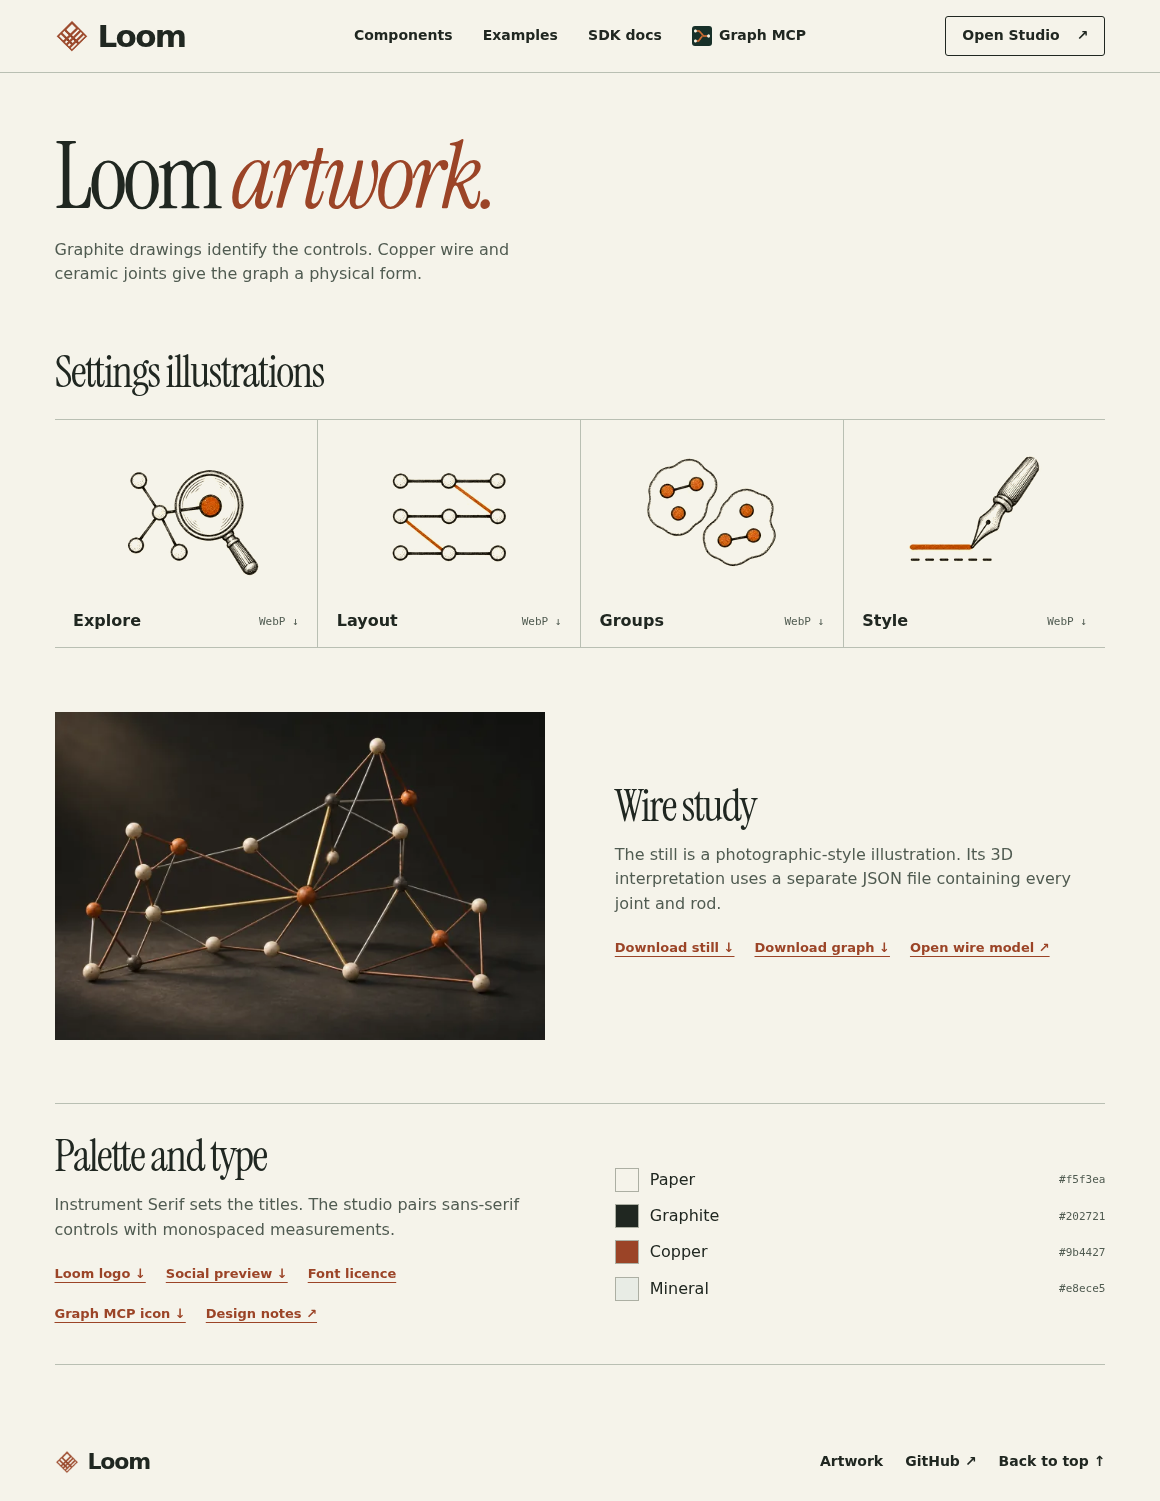 Loom
Components
Examples
SDK docs
Graph MCP
Open Studio ↗
Loom artwork.
Graphite drawings identify the controls. Copper wire and
ceramic joints give the graph a physical form.
Settings illustrations
Explore
WebP ↓
Layout
WebP ↓
Groups
WebP ↓
Style
WebP ↓
Wire study
The still is a photographic-style illustration. Its 3D
interpretation uses a separate JSON file containing every
joint and rod.
Download still ↓
Download graph ↓
Open wire model ↗
Palette and type
Instrument Serif sets the titles. The studio pairs sans-serif
controls with monospaced measurements.
Loom logo ↓
Social preview ↓
Font licence
Graph MCP icon ↓
Design notes ↗
Paper
#f5f3ea
Graphite
#202721
Copper
#9b4427
Mineral
#e8ece5
Loom
Artwork
GitHub ↗
Back to top ↑